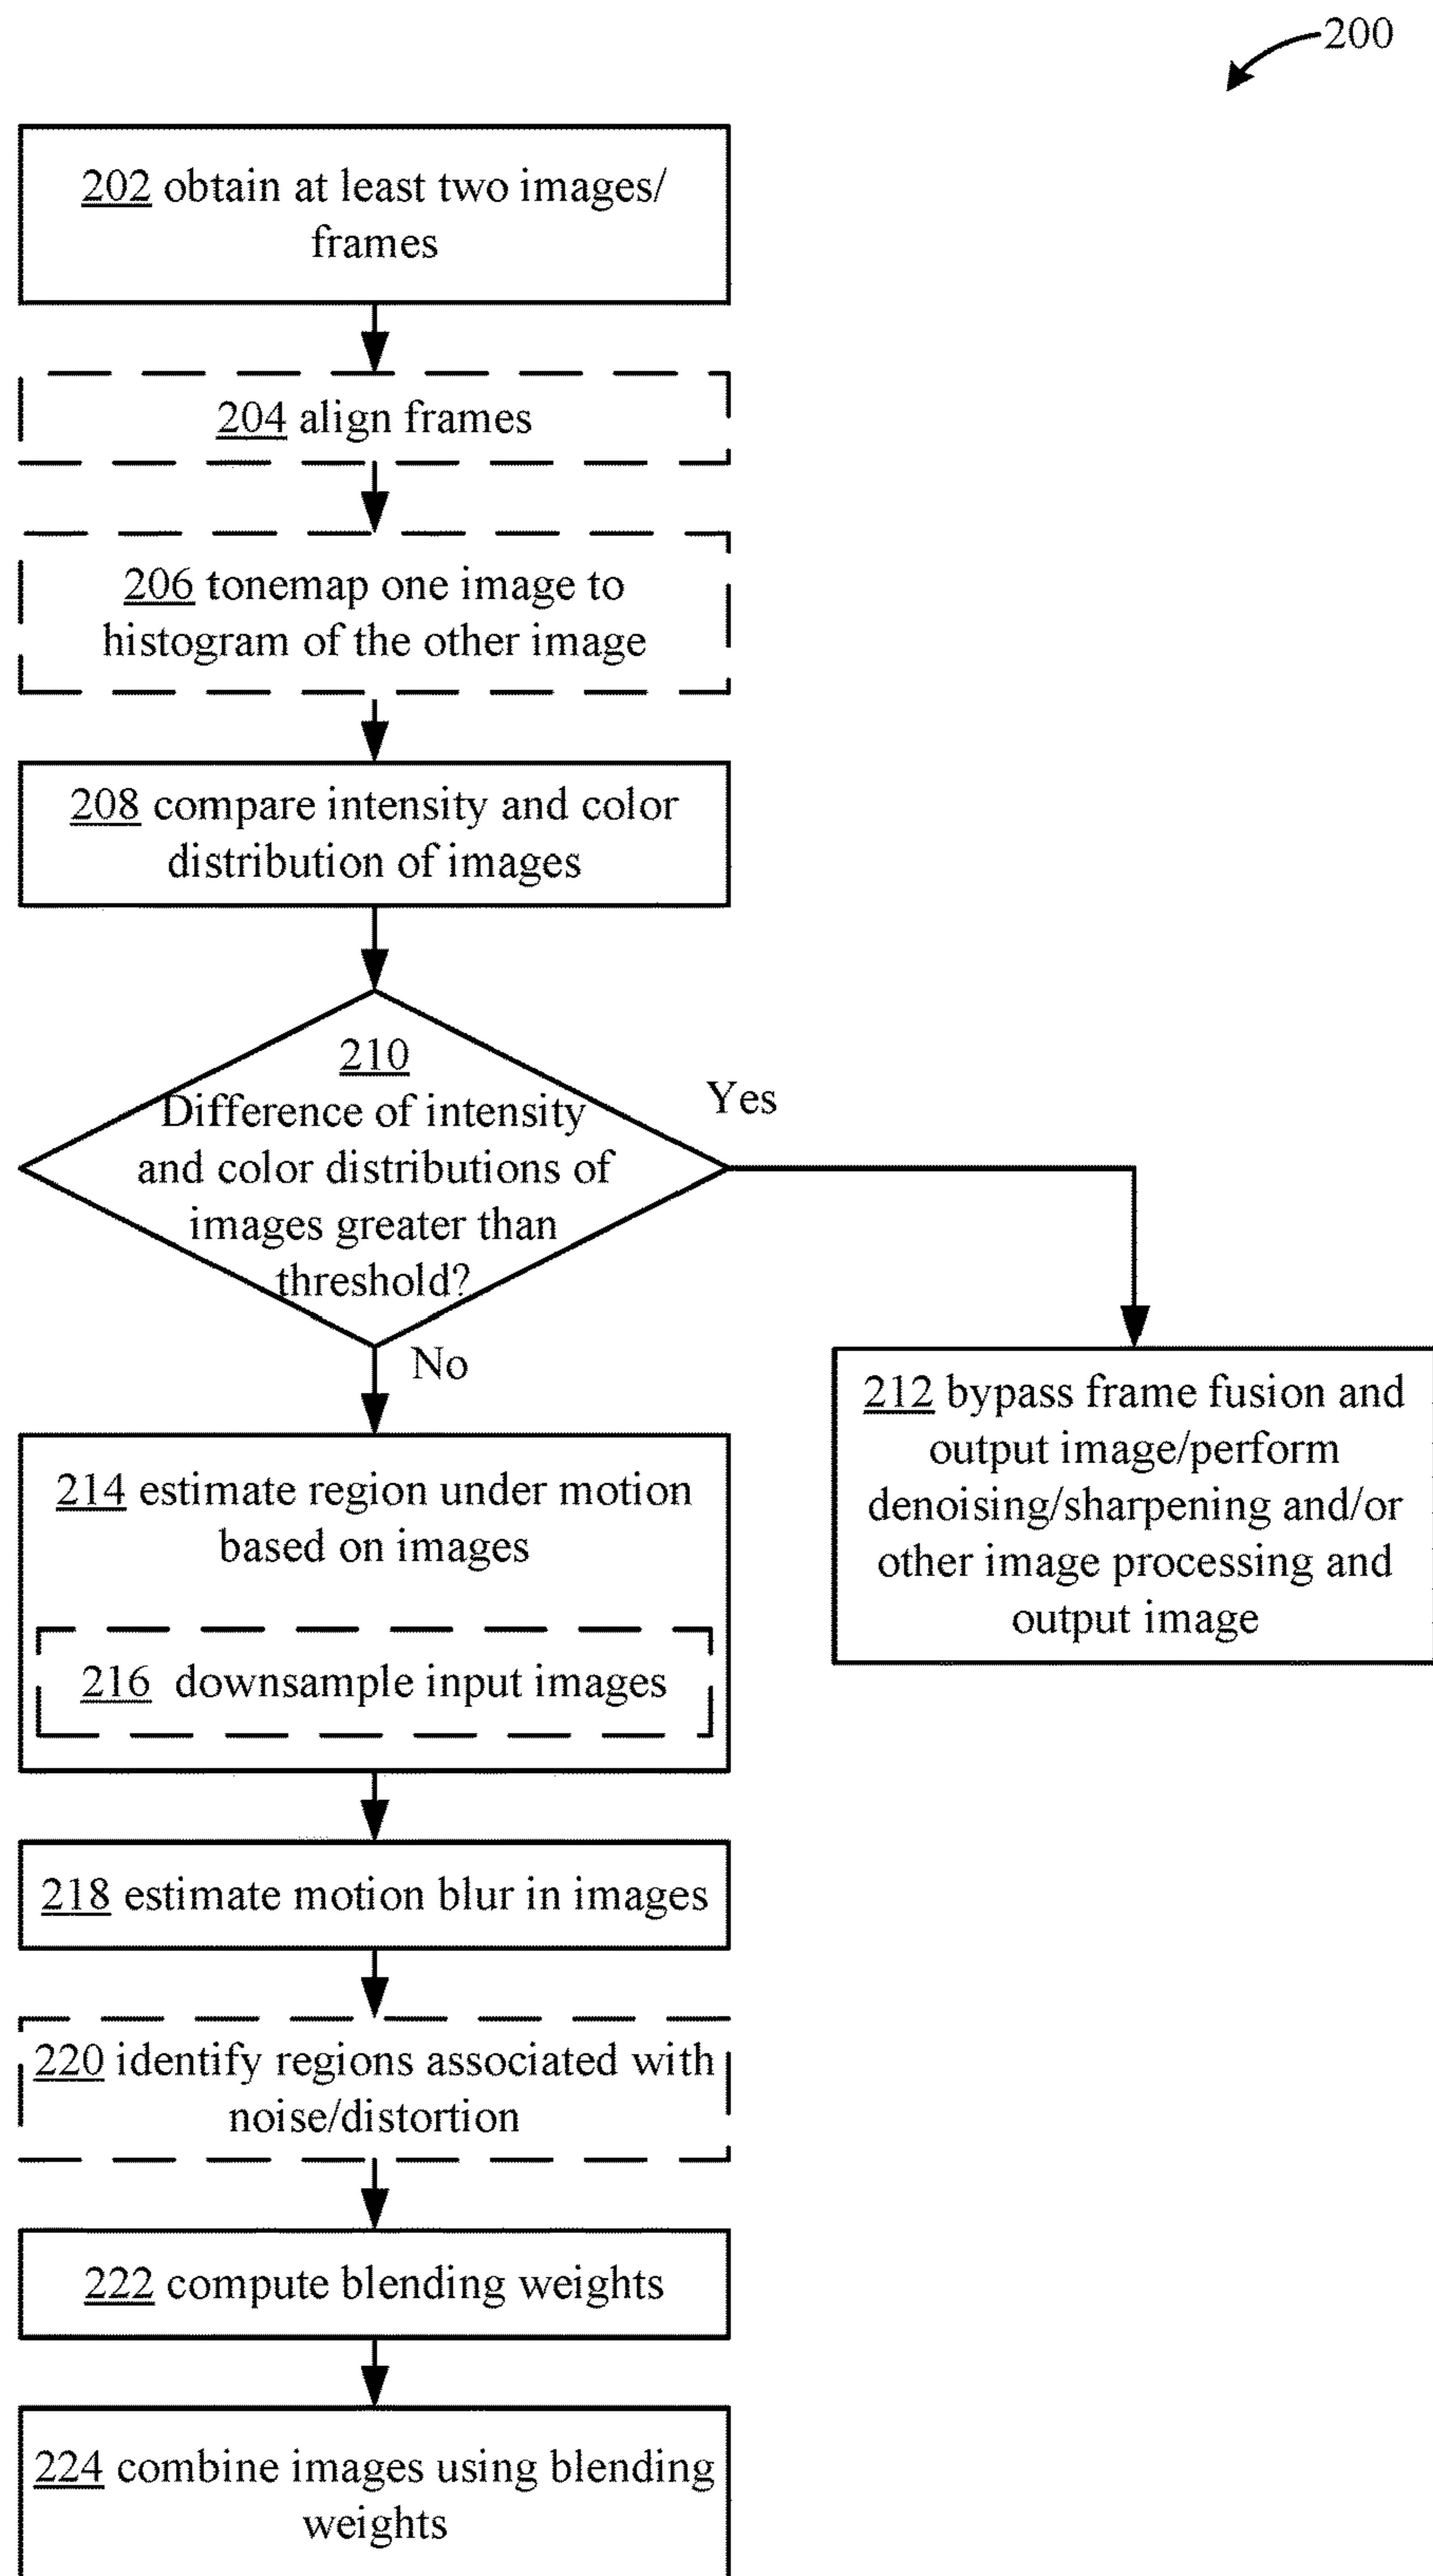 200
202 obtain at least two images/
frames
204 align frames
206 tonemap one image to
histogram of the other image
208 compare intensity and color
distribution of images
210
Difference of intensity
and color distributions of
images greater than
threshold?
Yes
No
212 bypass frame fusion and
output image/perform
denoising/sharpening and/or
other image processing and
output image
214 estimate region under motion
based on images
216 downsample input images
218 estimate motion blur in images
220 identify regions associated with
noise/distortion
222 compute blending weights
224 combine images using blending
weights